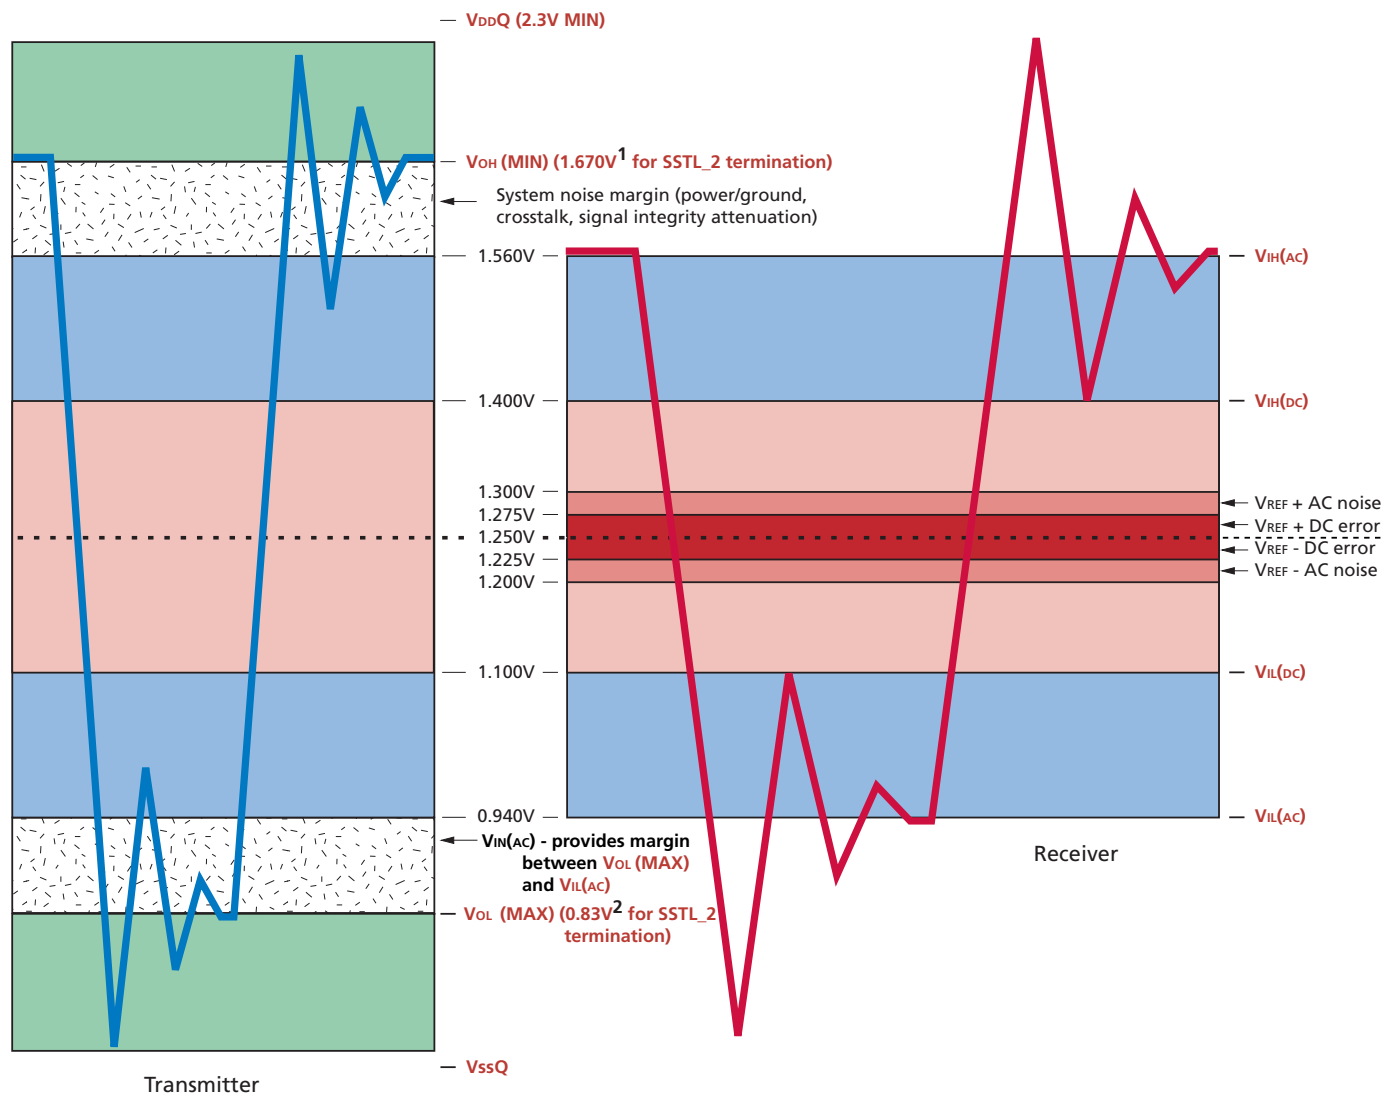 VDDQ (2.3V MIN)
VOH (MIN) (1.670V1 for SSTL_2 termination)
System noise margin (power/ground,
crosstalk, signal integrity attenuation)
1.560V
VIH(AC)
1.400V
VIH(DC)
1.300V
VREF + AC noise
1.275V
VREF + DC error
1.250V
VREF - DC error
1.225V
VREF - AC noise
1.200V
1.100V
VIL(DC)
0.940V
VIL(AC)
VIN(AC) - provides margin
between VOL (MAX)
and VIL(AC)
Receiver
VOL (MAX) (0.83V2 for SSTL_2
termination)
VssQ
Transmitter